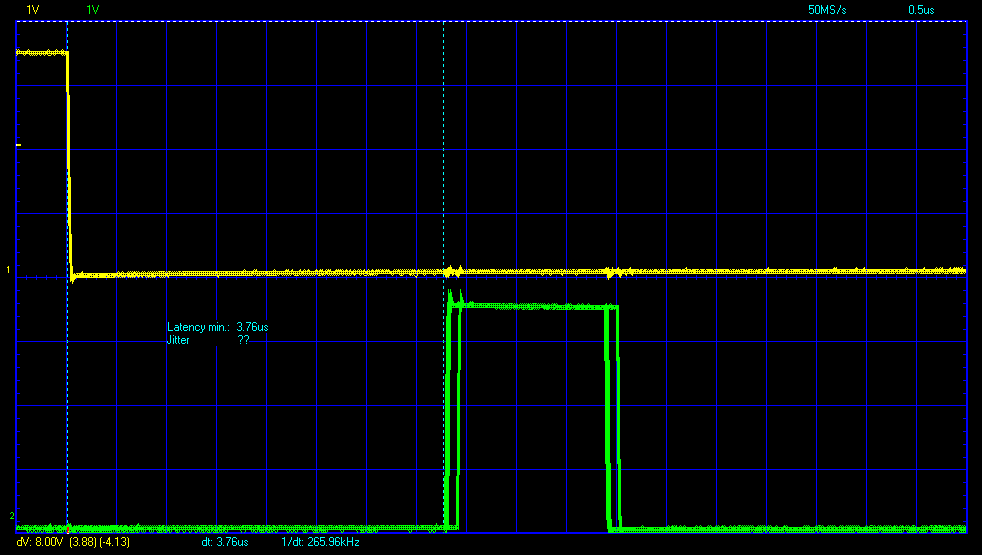 1V 1V 50MS/s 0.5us
1
Latency min.: 3.76us
Jitter ??
2
dV: 8.00V (3.88) (-4.13) dt: 3.76us 1/dt: 265.96kHz